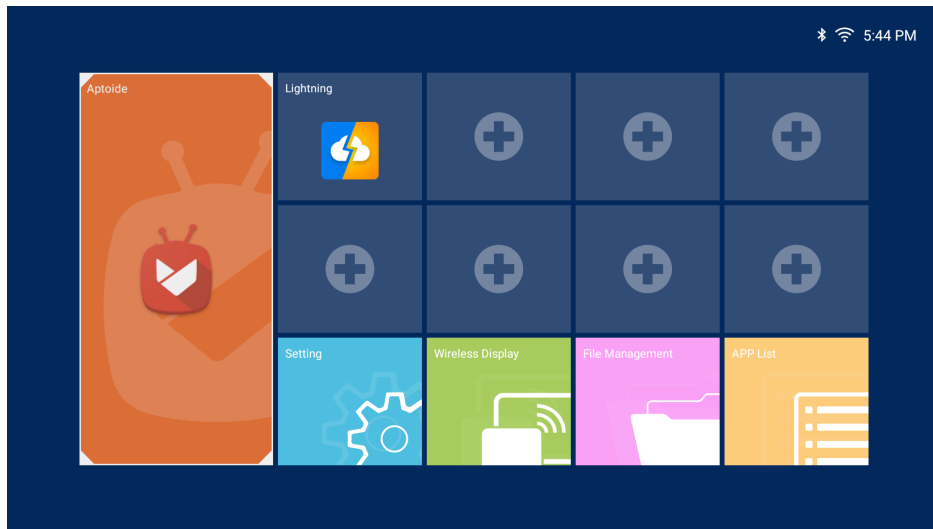 5:44 PM
Aptoide
Lightning
Setting
Wireless Display
File Management
APP List